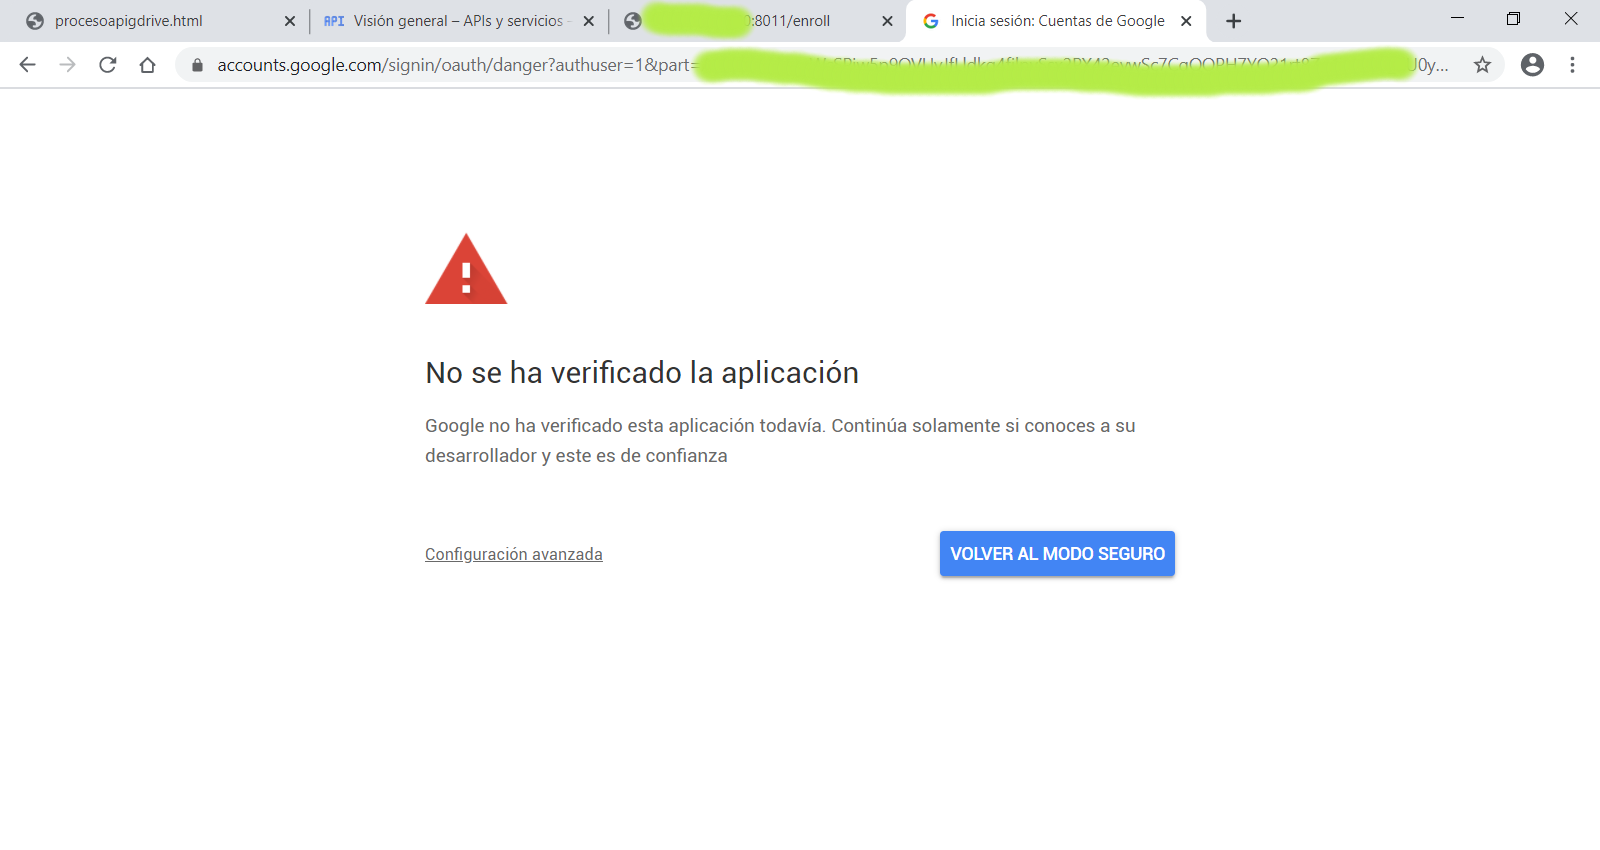 procesoapigdrive.html
API Visión general – APIs y servicios -
:8011/enroll
Inicia sesión: Cuentas de Google
accounts.google.com/signin/oauth/danger?authuser=1&part=
J0y...
No se ha verificado la aplicación
Google no ha verificado esta aplicación todavía. Continúa solamente si conoces a su
desarrollador y este es de confianza
Configuración avanzada
VOLVER AL MODO SEGURO